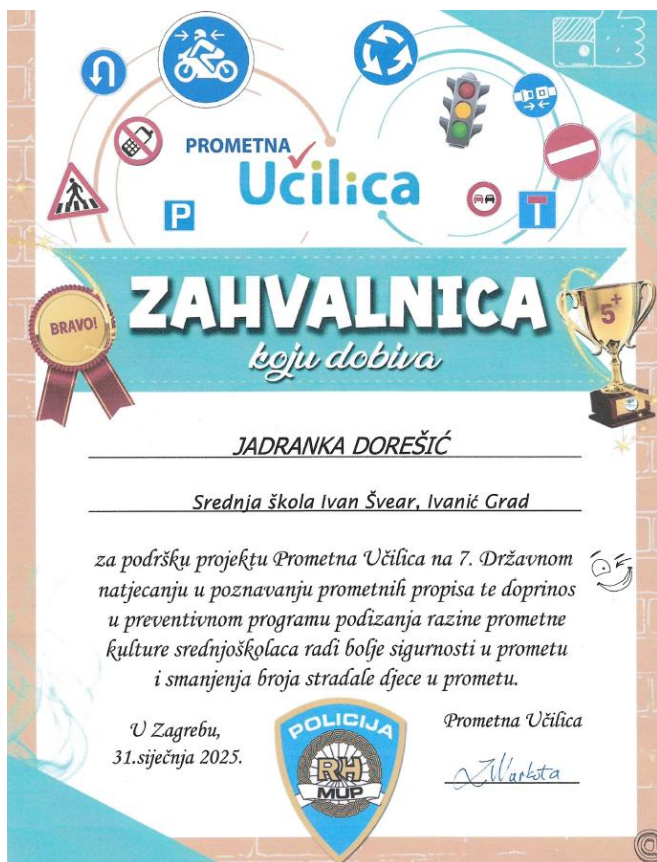 PROMETNA
Učilica
P
ZAHVALNICA
koju dobiva
BRAVO!
5+
JADRANKA DOREŠIĆ
Srednja škola Ivan Švear, Ivanić Grad
za podršku projektu Prometna Učilica na 7. Državnom
natjecanju u poznavanju prometnih propisa te doprinos
u preventivnom programu podizanja razine prometne
kulture srednjoškolaca radi bolje sigurnosti u prometu
i smanjenja broja stradale djece u prometu.
U Zagrebu,
31.siječnja 2025.
Prometna Učilica
POLICIJA
RH
MUP